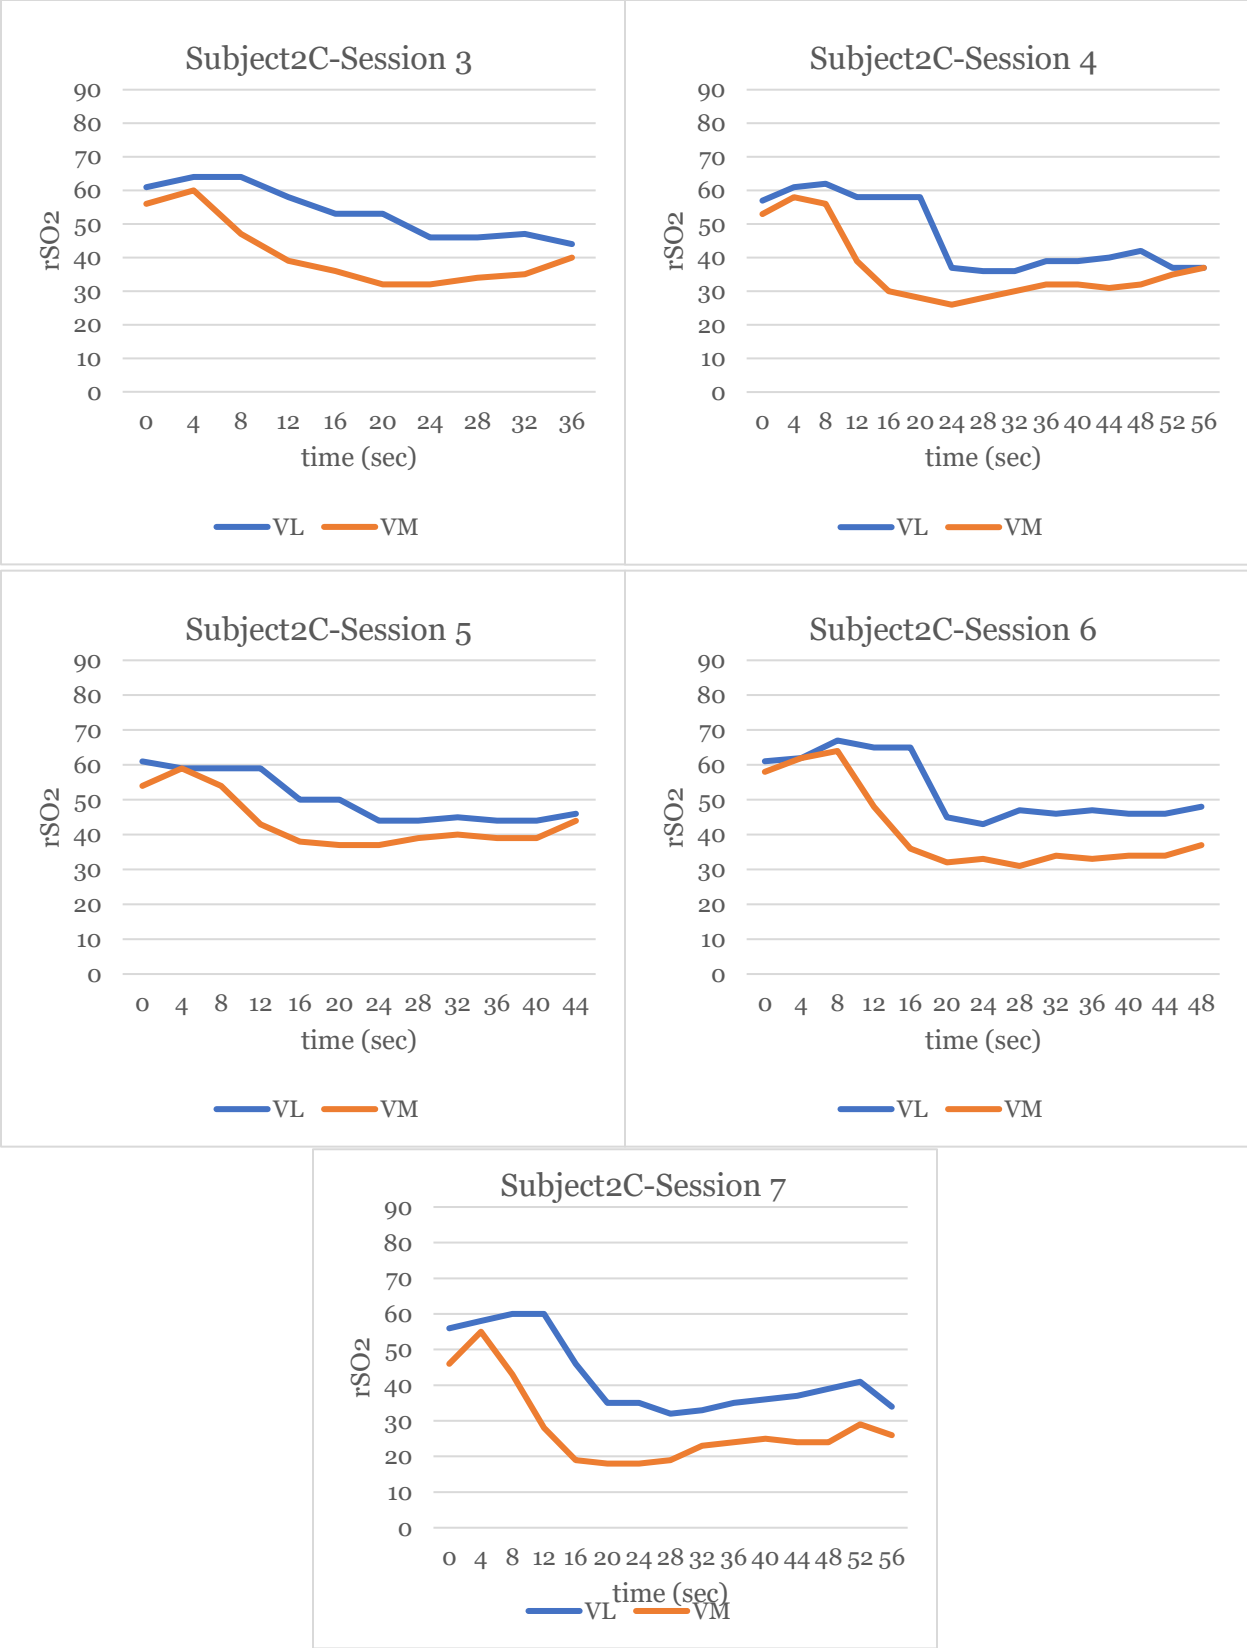 Subject2C-Session 3
90
80
70
60
50
40
30
20
10
0
rSO2
0 4 8 12 16 20 24 28 32 36
time (sec)
VL VM
Subject2C-Session 4
90
80
70
60
50
40
30
20
10
0
rSO2
0 4 8 12 16 20 24 28 32 36 40 44 48 52 56
time (sec)
VL VM
Subject2C-Session 5
90
80
70
60
50
40
30
20
10
0
rSO2
0 4 8 12 16 20 24 28 32 36 40 44
time (sec)
VL VM
Subject2C-Session 6
90
80
70
60
50
40
30
20
10
0
rSO2
0 4 8 12 16 20 24 28 32 36 40 44 48
time (sec)
VL VM
Subject2C-Session 7
90
80
70
60
50
40
30
20
10
0
rSO2
0 4 8 12 16 20 24 28 32 36 40 44 48 52 56
time (sec)
VL VM